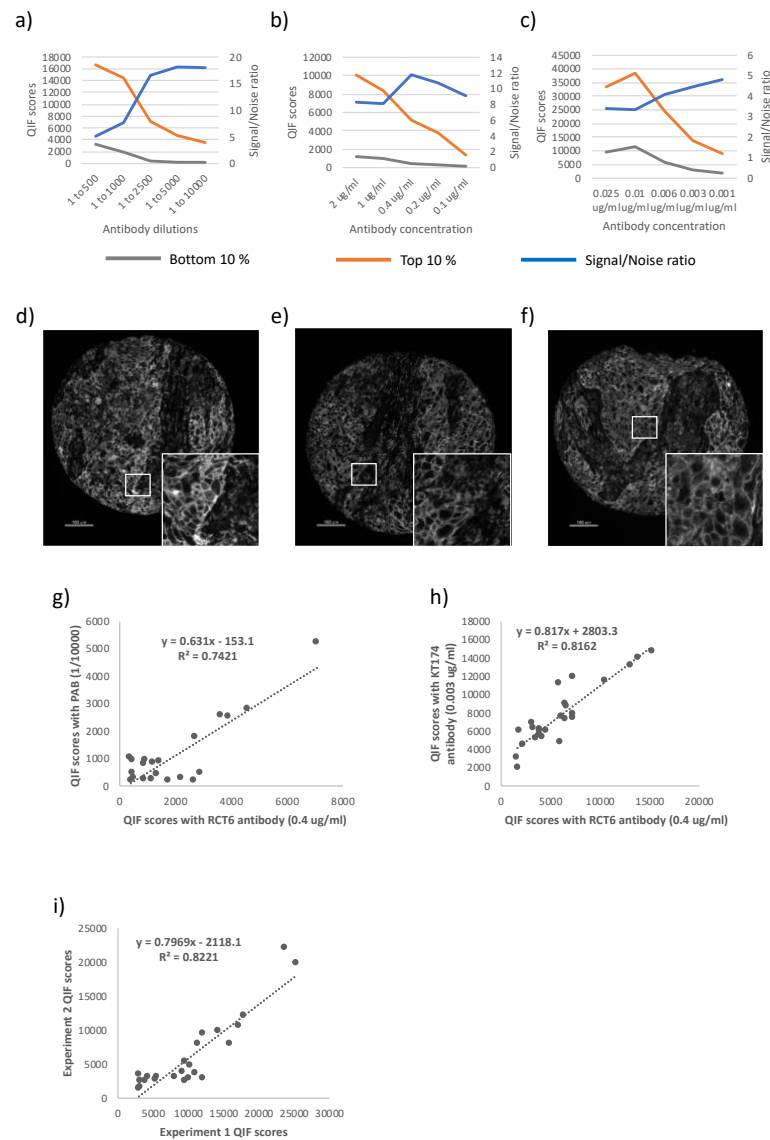 a)
18000
16000
14000
12000
10000
8000
6000
4000
2000
0
QIF scores
20
15
10
5
0
Signal/Noise ratio
1 to 500
1 to 1000
1 to 2500
1 to 5000
1 to 10000
Antibody dilutions
b)
12000
10000
8000
6000
4000
2000
0
QIF scores
14
12
10
8
6
4
2
0
Signal/Noise ratio
2 ug/ml
1 ug/ml
0.4 ug/ml
0.2 ug/ml
0.1 ug/ml
Antibody concentration
c)
45000
40000
35000
30000
25000
20000
15000
10000
5000
0
QIF scores
6
5
4
3
2
1
0
Signal/Noise ratio
0.025 0.01 0.006 0.003 0.001
ug/ml ug/ml ug/ml ug/ml ug/ml
Antibody concentration
Bottom 10 %
Top 10 %
Signal/Noise ratio
d)
100 um
e)
100 um
f)
100 um
g)
6000
5000
4000
3000
2000
1000
0
QIF scores with PAB (1/10000)
y = 0.631x - 153.1
R² = 0.7421
0 2000 4000 6000 8000
QIF scores with RCT6 antibody (0.4 ug/ml)
h)
18000
16000
14000
12000
10000
8000
6000
4000
2000
0
QIF scores with KT174
antibody (0.003 ug/ml)
y = 0.817x + 2803.3
R² = 0.8162
0 5000 10000 15000 20000
QIF scores with RCT6 antibody (0.4 ug/ml)
i)
25000
20000
15000
10000
5000
0
Experiment 2 QIF scores
y = 0.7969x - 2118.1
R² = 0.8221
0 5000 10000 15000 20000 25000 30000
Experiment 1 QIF scores